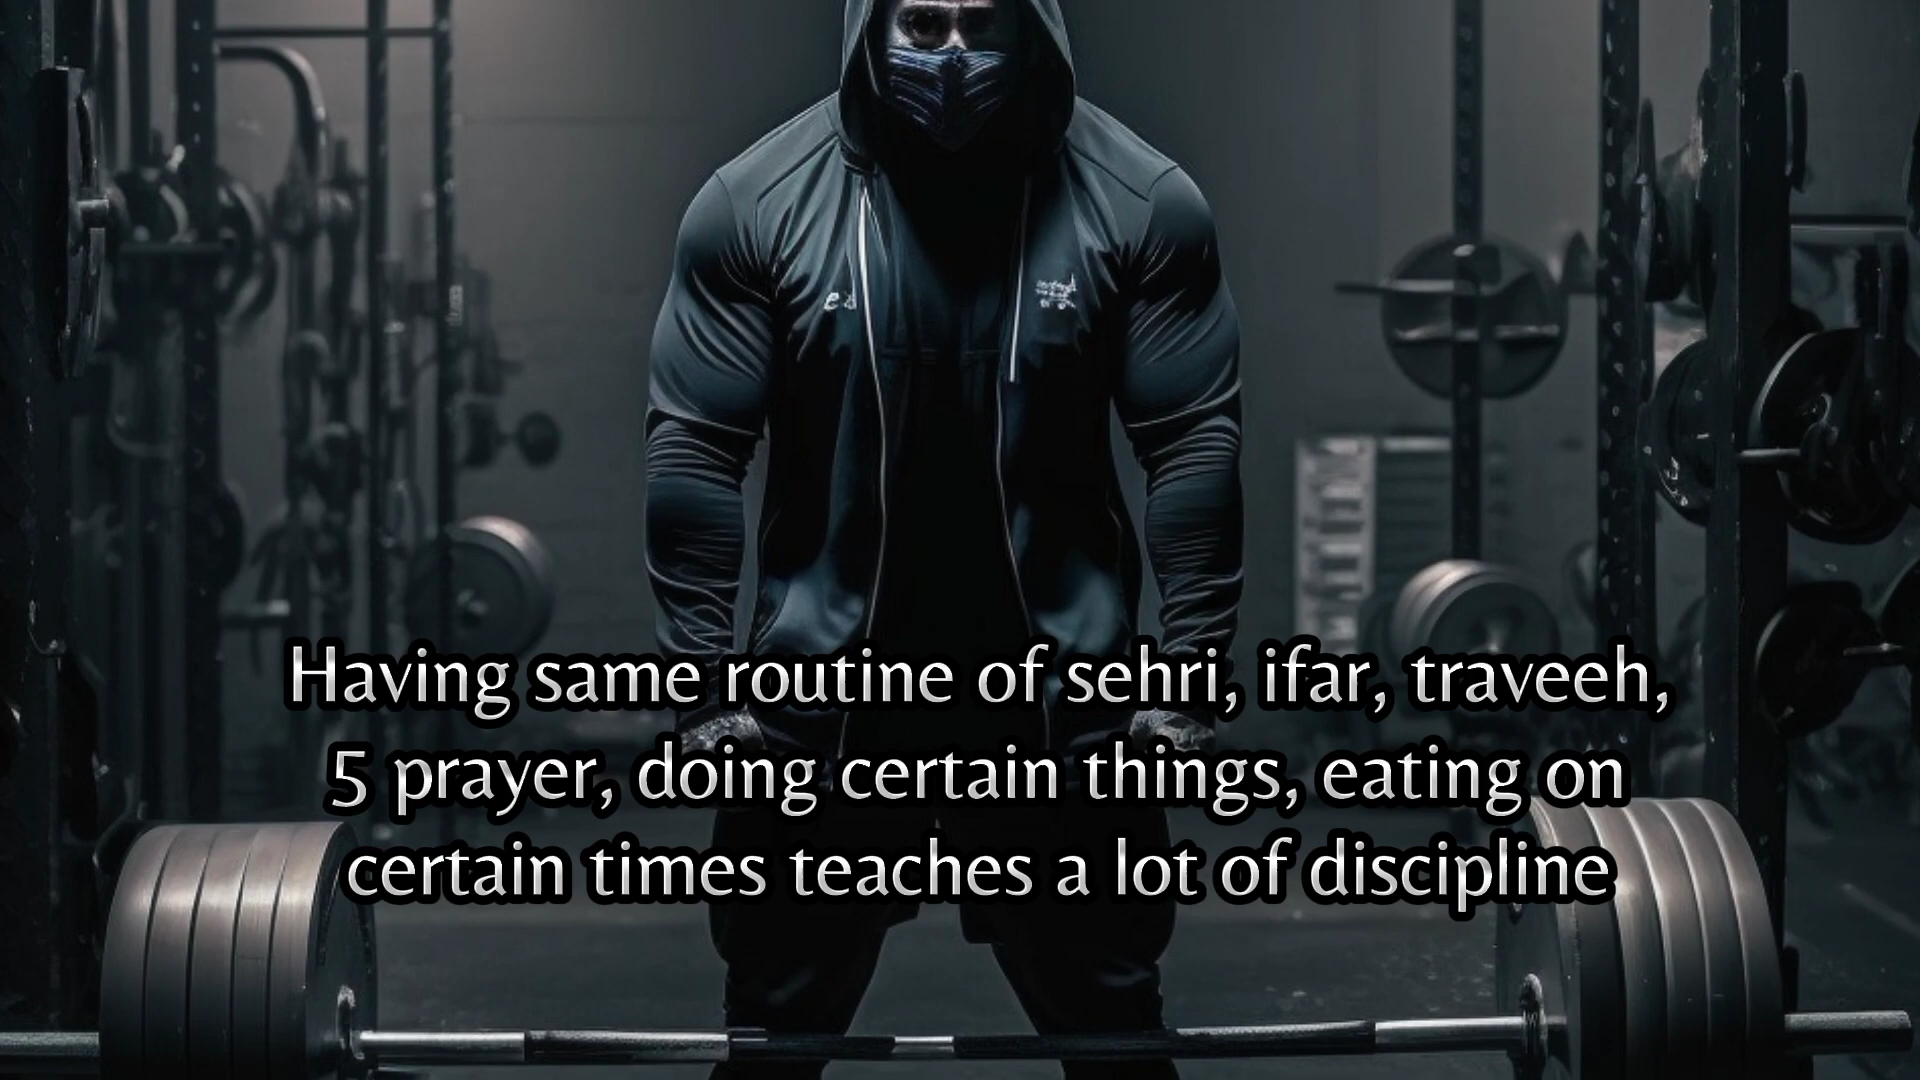 Having same routine of sehri, ifar, traveeh,
5 prayer, doing certain things, eating on
certain times teaches a lot of discipline